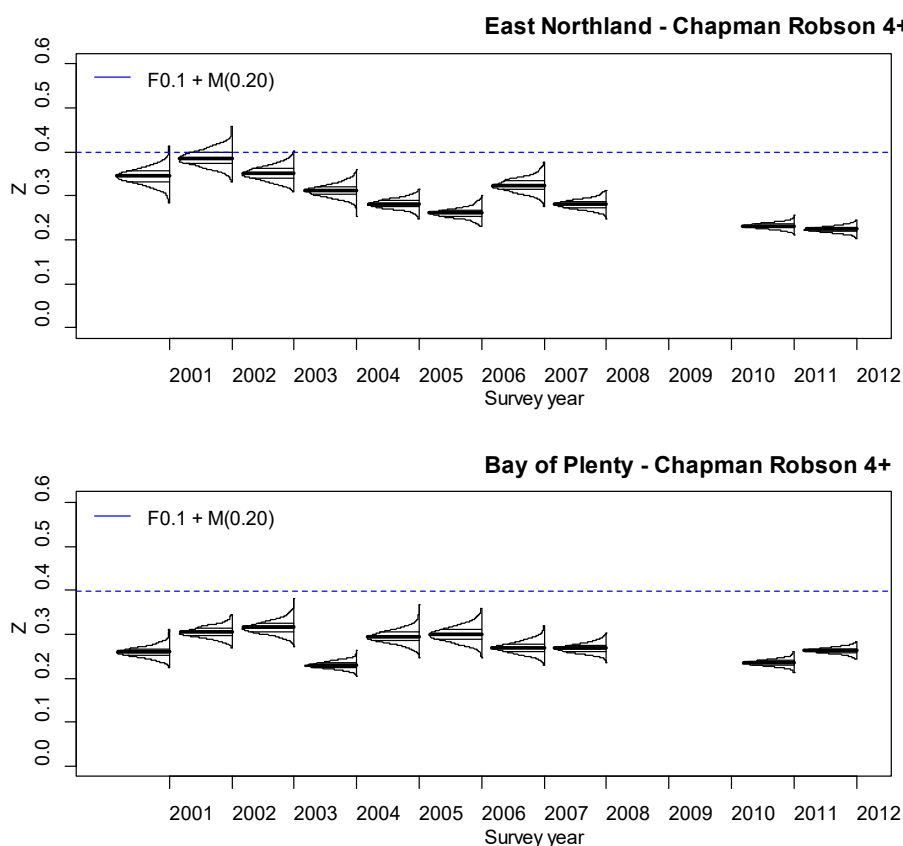 East Northland - Chapman Robson 4+
0.6
0.5
0.4
0.3
0.2
0.1
0.0
Z
F0.1 + M(0.20)
2001 2002 2003 2004 2005 2006 2007 2008 2009 2010 2011 2012
Survey year
Bay of Plenty - Chapman Robson 4+
0.6
0.5
0.4
0.3
0.2
0.1
0.0
Z
F0.1 + M(0.20)
2001 2002 2003 2004 2005 2006 2007 2008 2009 2010 2011 2012
Survey year